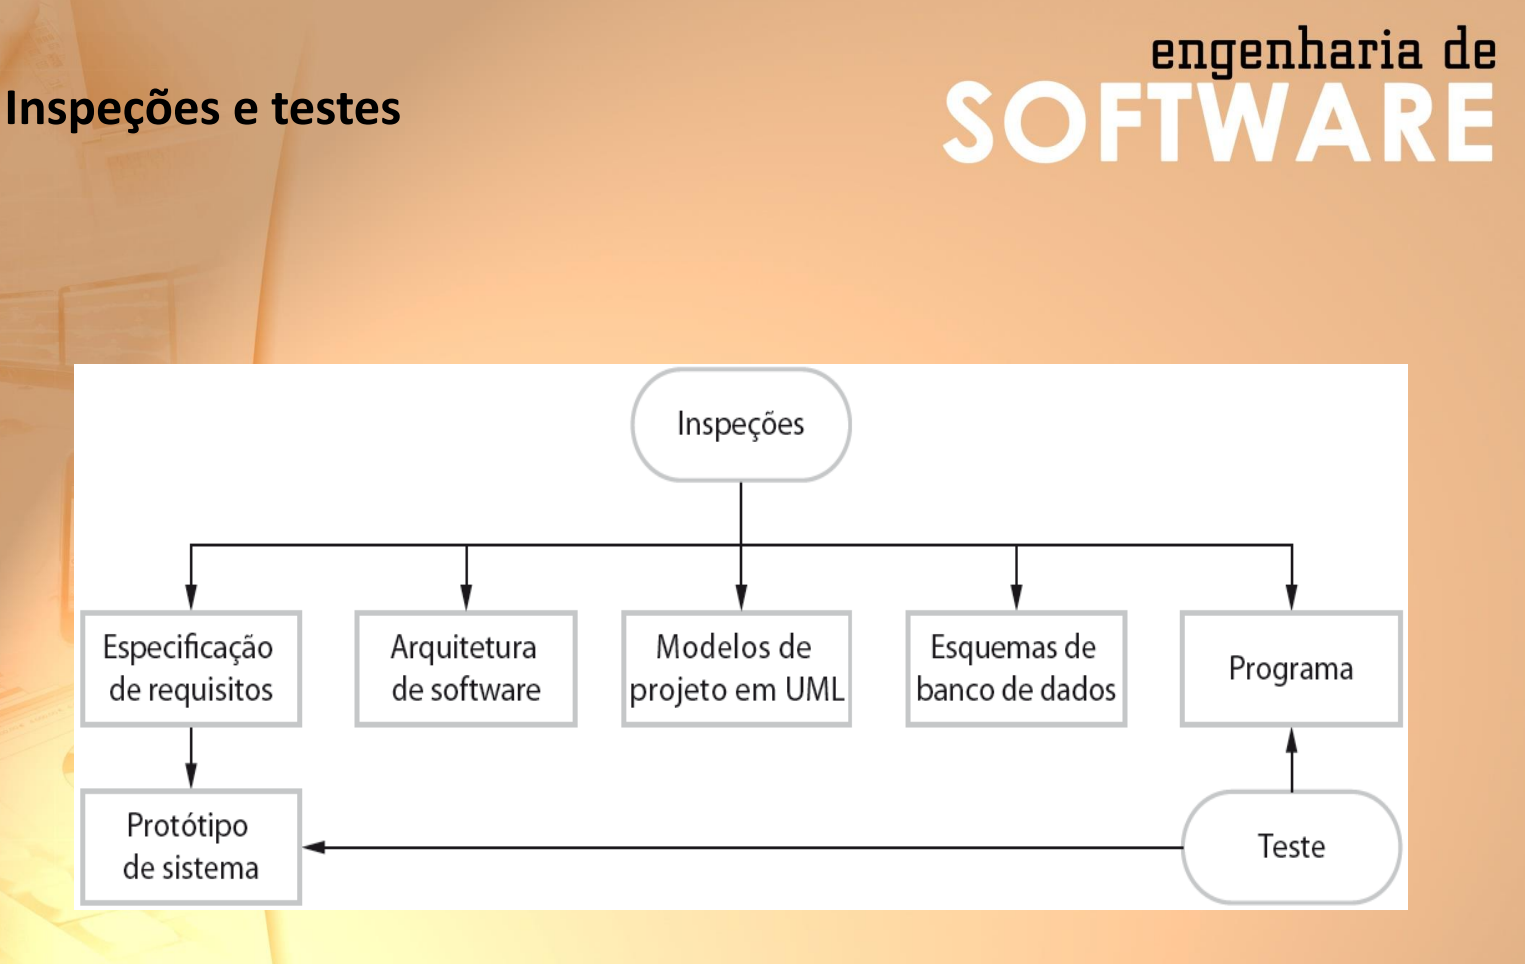 engenharia de
SOFTWARE
Inspeções e testes
Inspeções
Especificação
de requisitos
Arquitetura
de software
Modelos de
projeto em UML
Esquemas de
banco de dados
Programa
Protótipo
de sistema
Teste